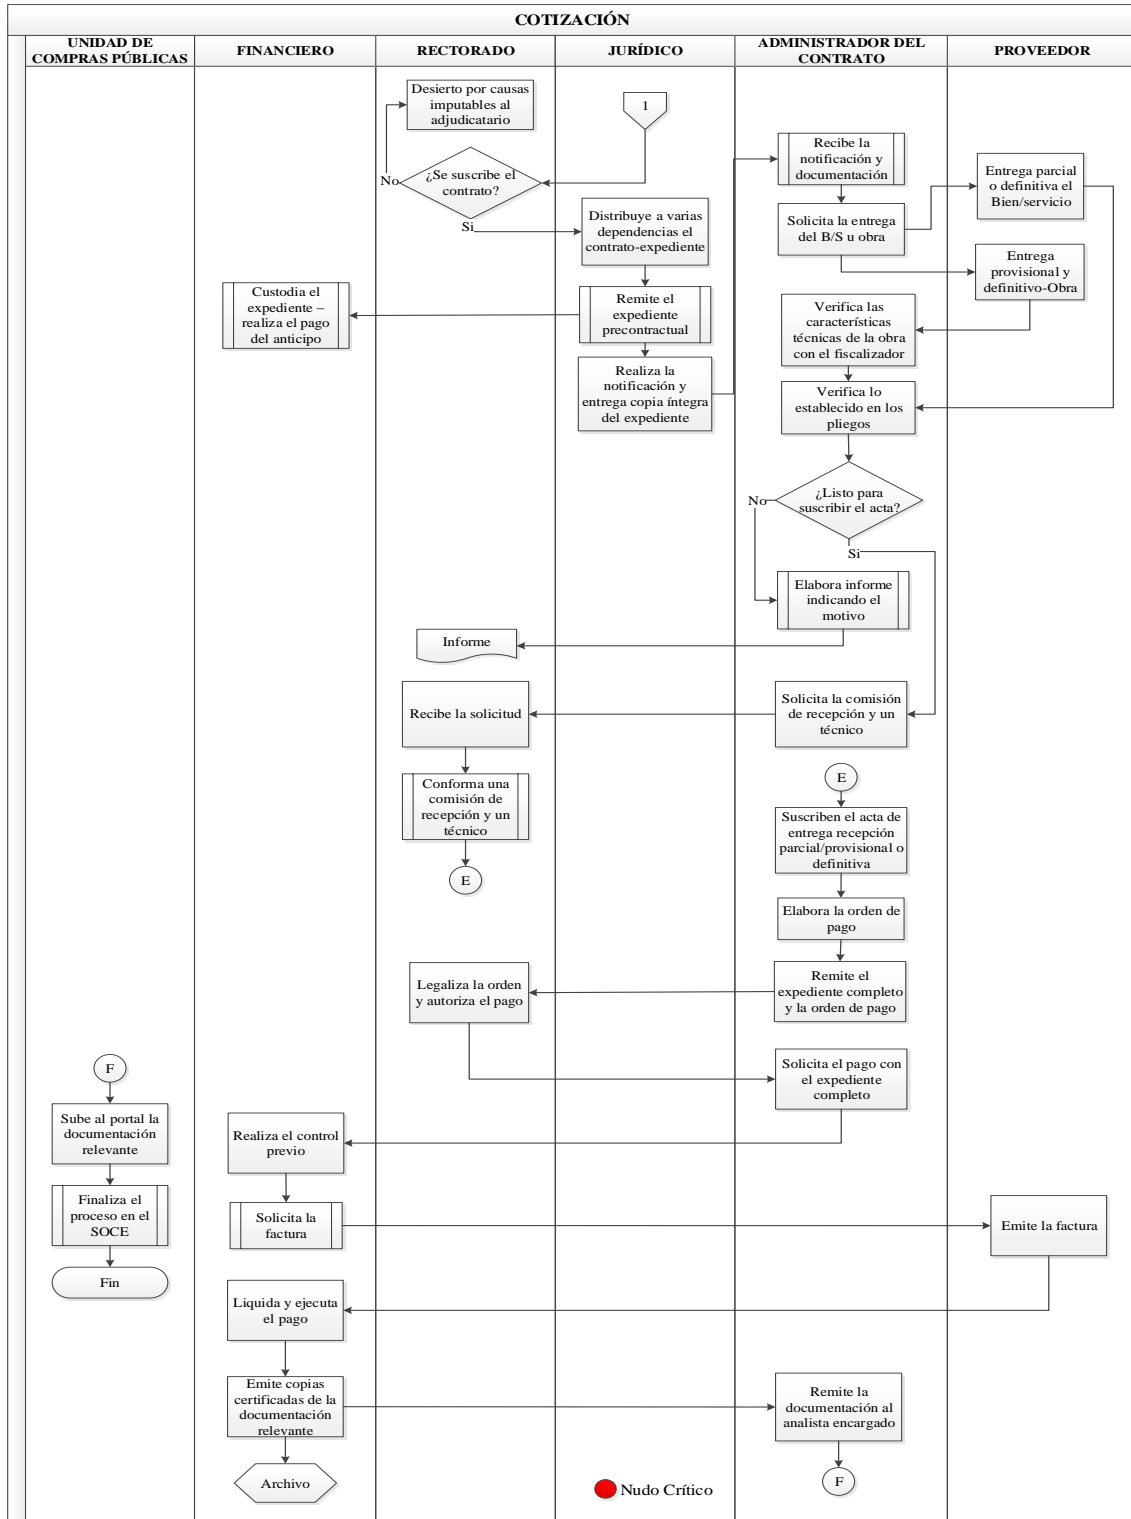 COTIZACIÓN
UNIDAD DE
COMPRAS PÚBLICAS
FINANCIERO
RECTORADO
JURÍDICO
ADMINISTRADOR DEL
CONTRATO
PROVEEDOR
Desierto por causas
imputables al
adjudicatario
1
No
¿Se suscribe el
contrato?
Si
Recibe la
notificación y
documentación
Entrega parcial
o definitiva el
Bien/servicio
Distribuye a varias
dependencias el
contrato-expediente
Solicita la entrega
del B/S u obra
Entrega
provisional y
definitivo-Obra
Custodia el
expediente –
realiza el pago
del anticipo
Remite el
expediente
precontractual
Verifica las
características
técnicas de la obra
con el fiscalizador
Realiza la
notificación y
entrega copia íntegra
del expediente
Verifica lo
establecido en los
pliegos
¿Listo para
suscribir el acta?
No
Si
Elabora informe
indicando el
motivo
Informe
Recibe la solicitud
Solicita la comisión
de recepción y un
técnico
Conforma una
comisión de
recepción y un
técnico
E
E
Suscriben el acta de
entrega recepción
parcial/provisional o
definitiva
Elabora la orden de
pago
Legaliza la orden
y autoriza el pago
Remite el
expediente completo
y la orden de pago
F
Solicita el pago con
el expediente
completo
Sube al portal la
documentación
relevante
Realiza el control
previo
Finaliza el
proceso en el
SOCE
Solicita la
factura
Emite la factura
Fin
Liquida y ejecuta
el pago
Emite copias
certificadas de la
documentación
relevante
Remite la
documentación al
analista encargado
Archivo
Nudo Crítico
F